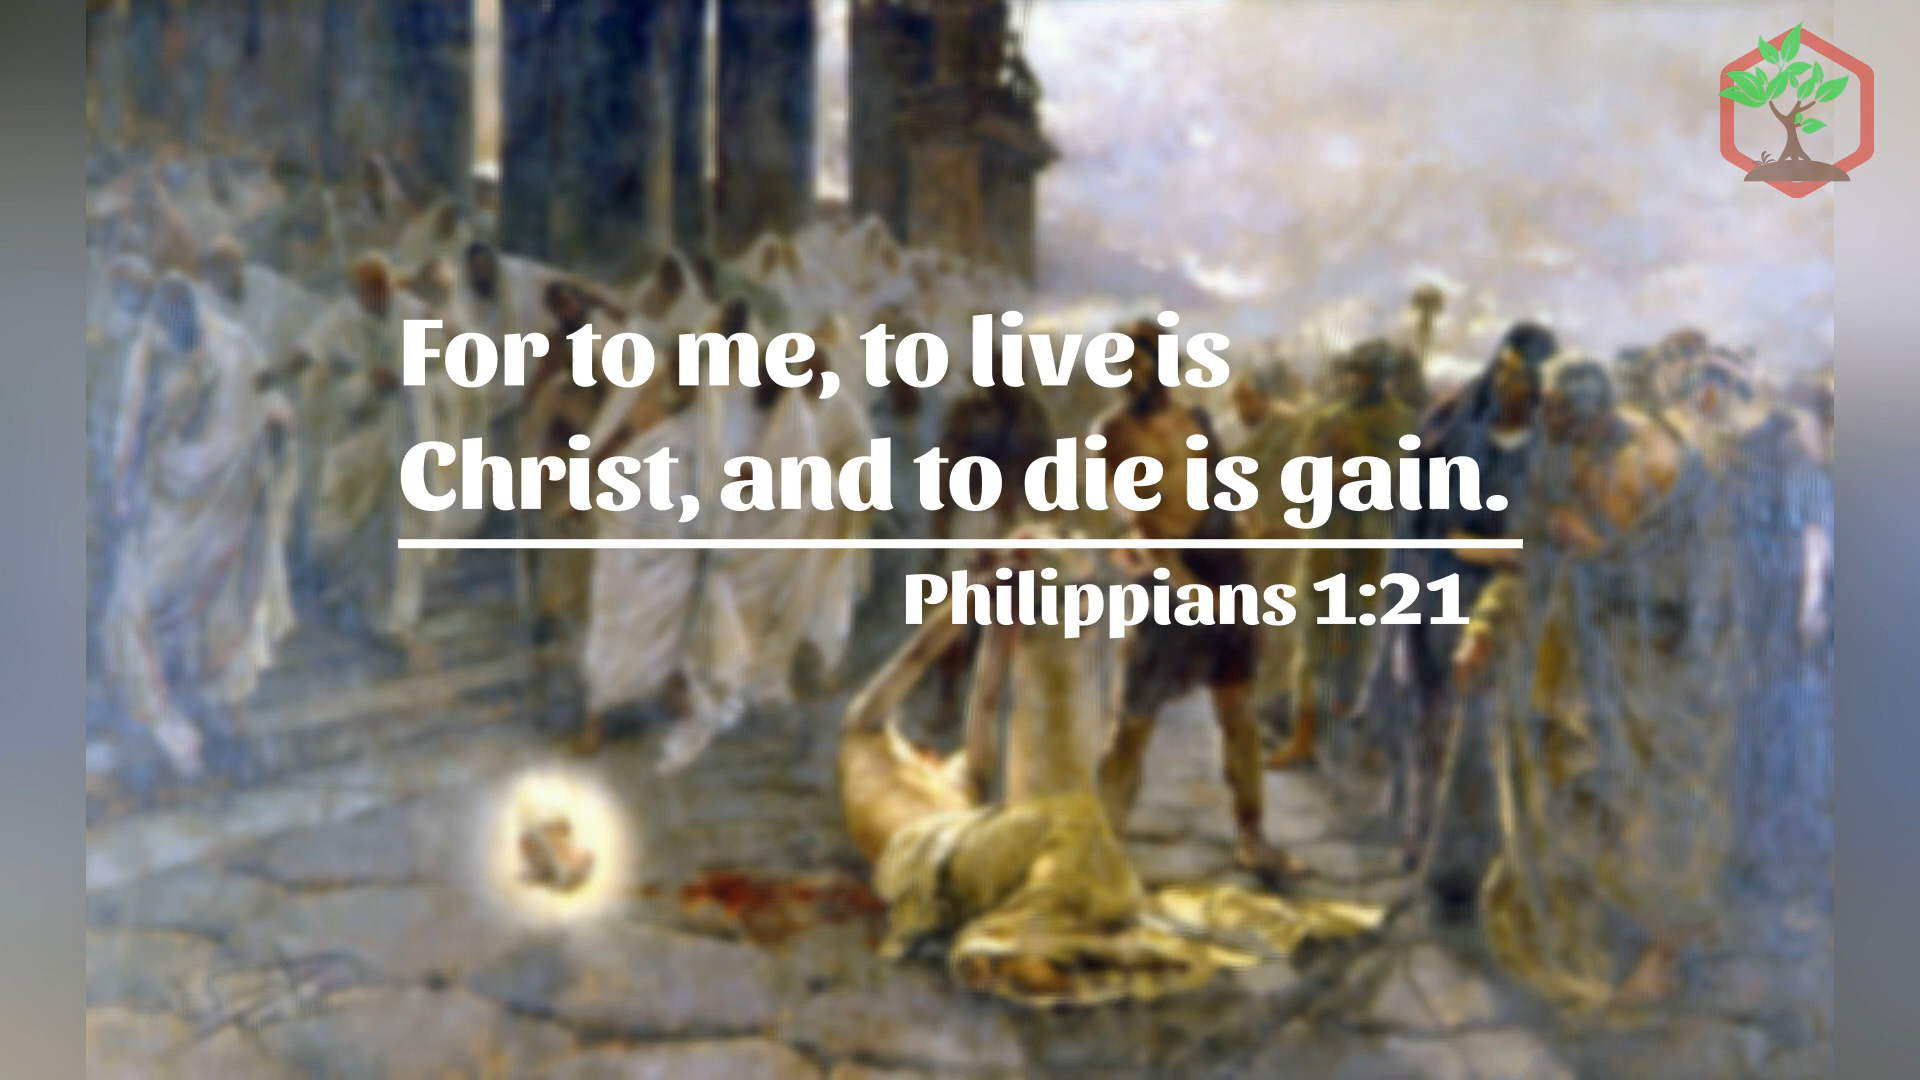 For to me, to live is
Christ, and to die is gain.
Philippians 1:21